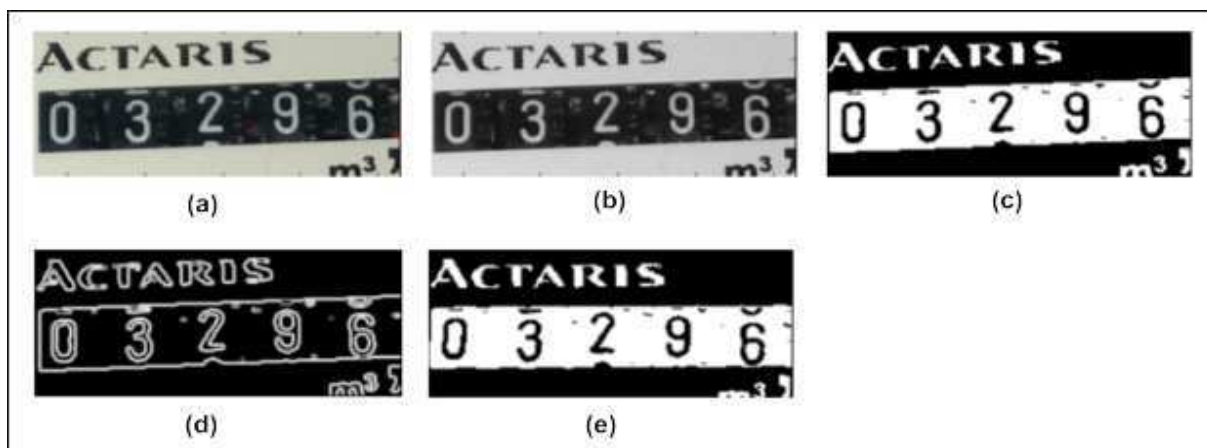 ACTARIS ACTARIS ACTARIS
0 3 2 9 6 0 3 2 9 6 0 3 2 9 6
m³ m³ m³
(a) (b) (c)
ACTARIS ACTARIS
0 3 2 9 6 0 3 2 9 6
m³ m³
(d) (e)